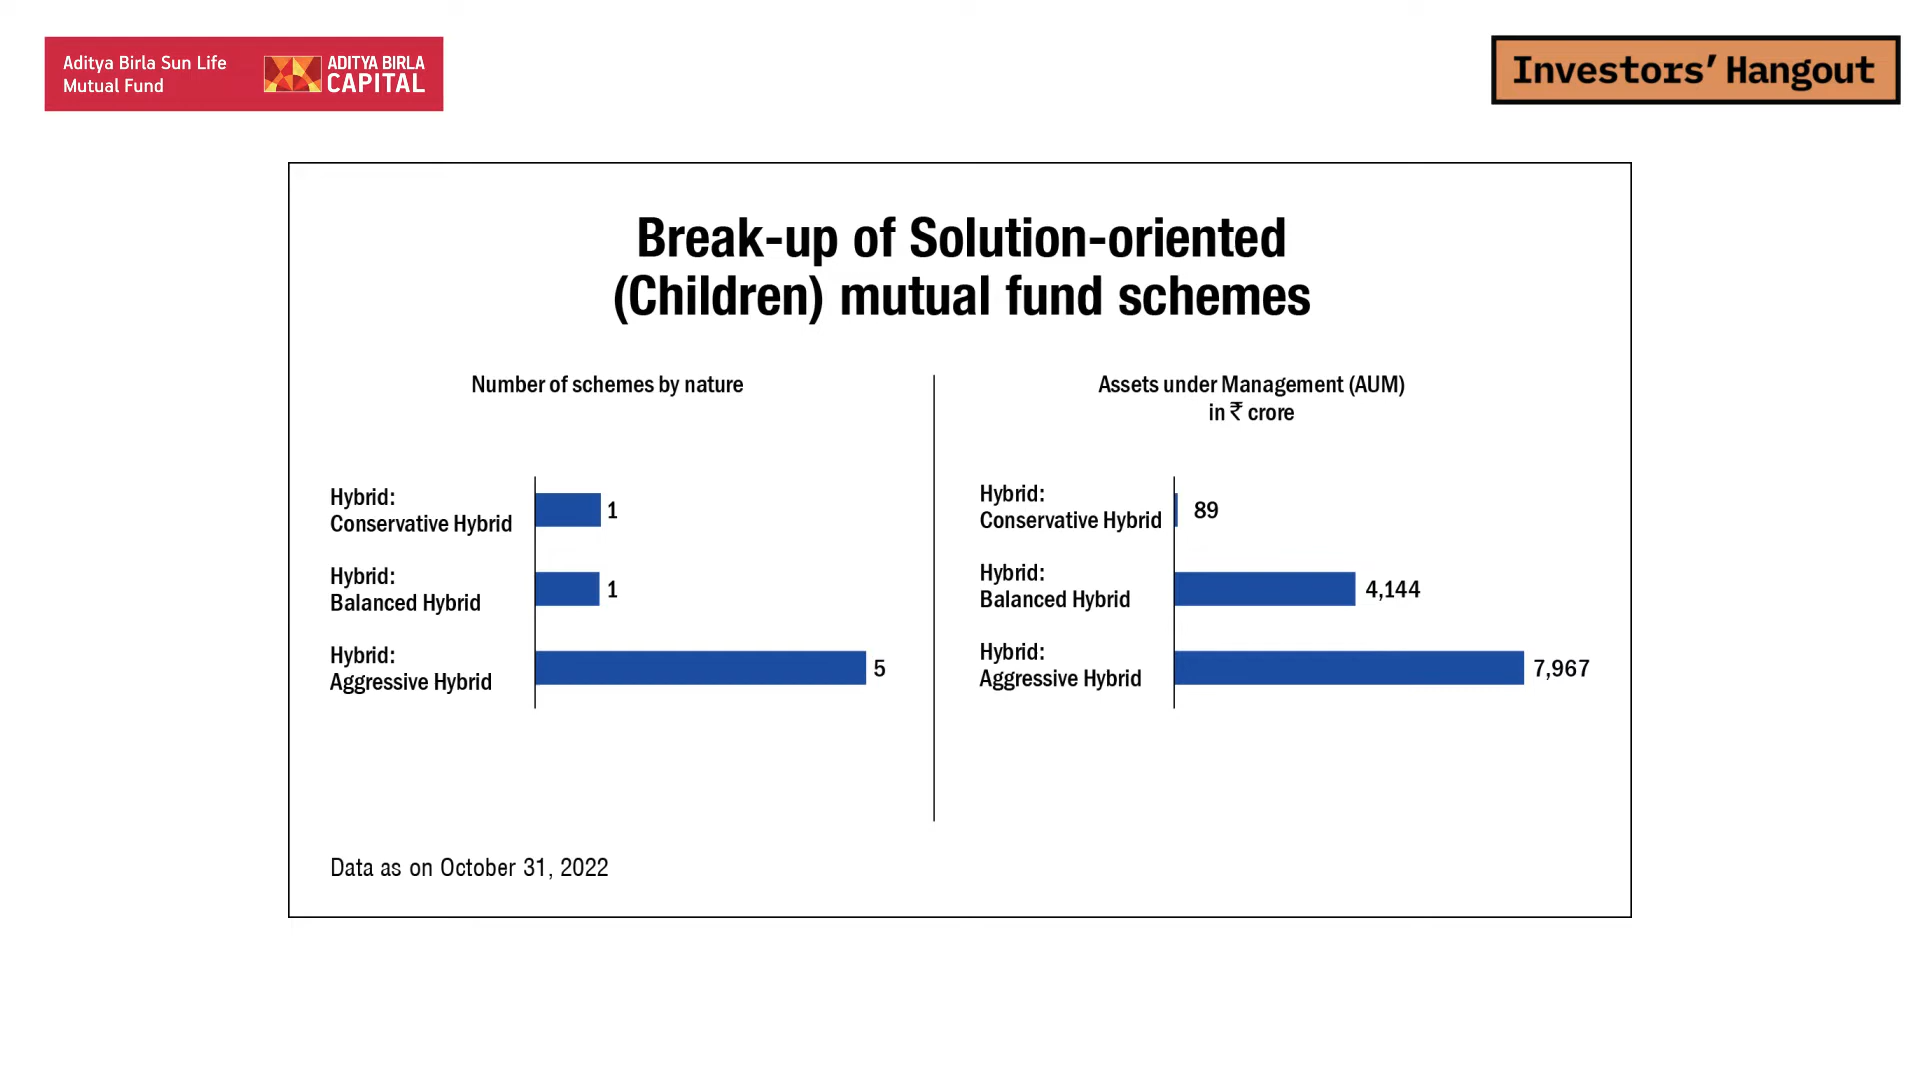 Aditya Birla Sun Life
Mutual Fund
ADITYA BIRLA
CAPITAL
Investors’ Hangout
Break-up of Solution-oriented
(Children) mutual fund schemes
Number of schemes by nature
Hybrid:
Conservative Hybrid
1
Hybrid:
Balanced Hybrid
1
Hybrid:
Aggressive Hybrid
5
Assets under Management (AUM)
in ₹ crore
Hybrid:
Conservative Hybrid
89
Hybrid:
Balanced Hybrid
4,144
Hybrid:
Aggressive Hybrid
7,967
Data as on October 31, 2022